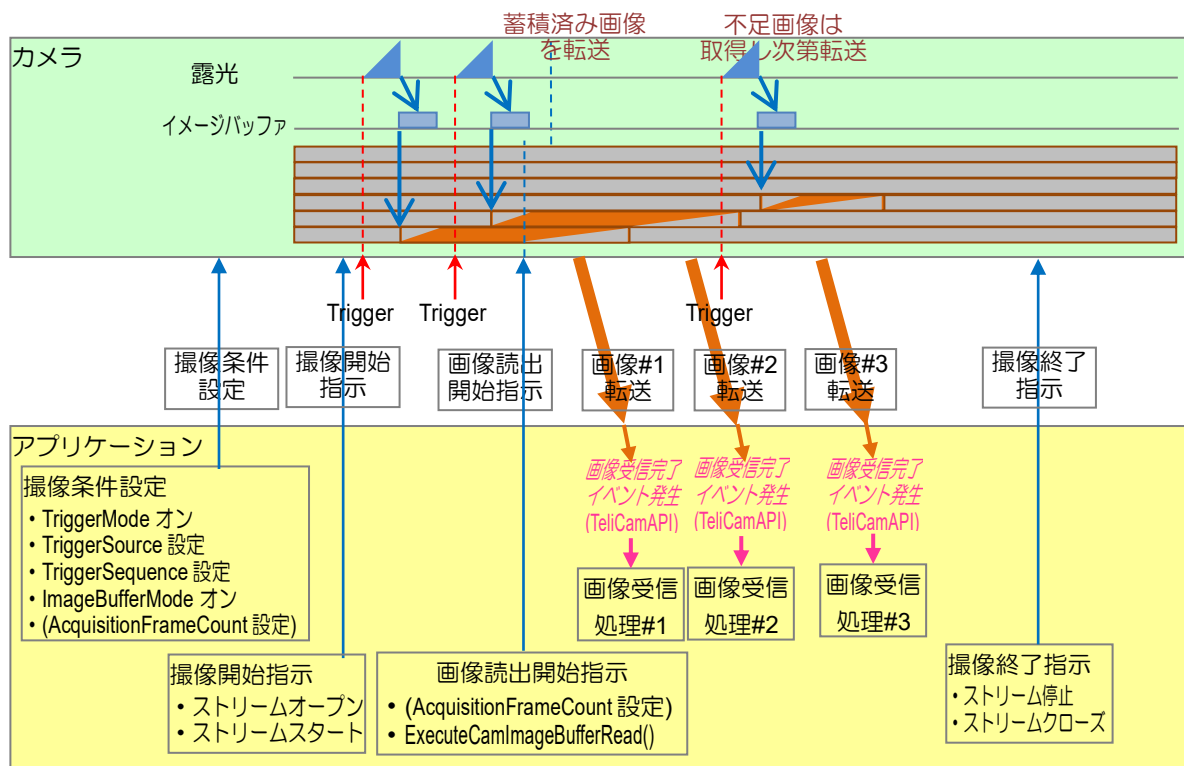 蓄積済み画像
を転送
不足画像は
取得し次第転送
カメラ
露光
イメージバッファ
Trigger
Trigger
Trigger
撮像条件
設定
撮像開始
指示
画像読出
開始指示
画像#1
転送
画像#2
転送
画像#3
転送
撮像終了
指示
アプリケーション
撮像条件設定
・TriggerMode オン
・TriggerSource 設定
・TriggerSequence 設定
・ImageBufferMode オン
・(AcquisitionFrameCount 設定)
画像受信完了
イベント発生
(TeliCamAPI)
画像受信完了
イベント発生
(TeliCamAPI)
画像受信完了
イベント発生
(TeliCamAPI)
画像受信
処理#1
画像受信
処理#2
画像受信
処理#3
撮像開始指示
・ストリームオープン
・ストリームスタート
画像読出開始指示
・(AcquisitionFrameCount 設定)
・ExecuteCamImageBufferRead()
撮像終了指示
・ストリーム停止
・ストリームクローズ